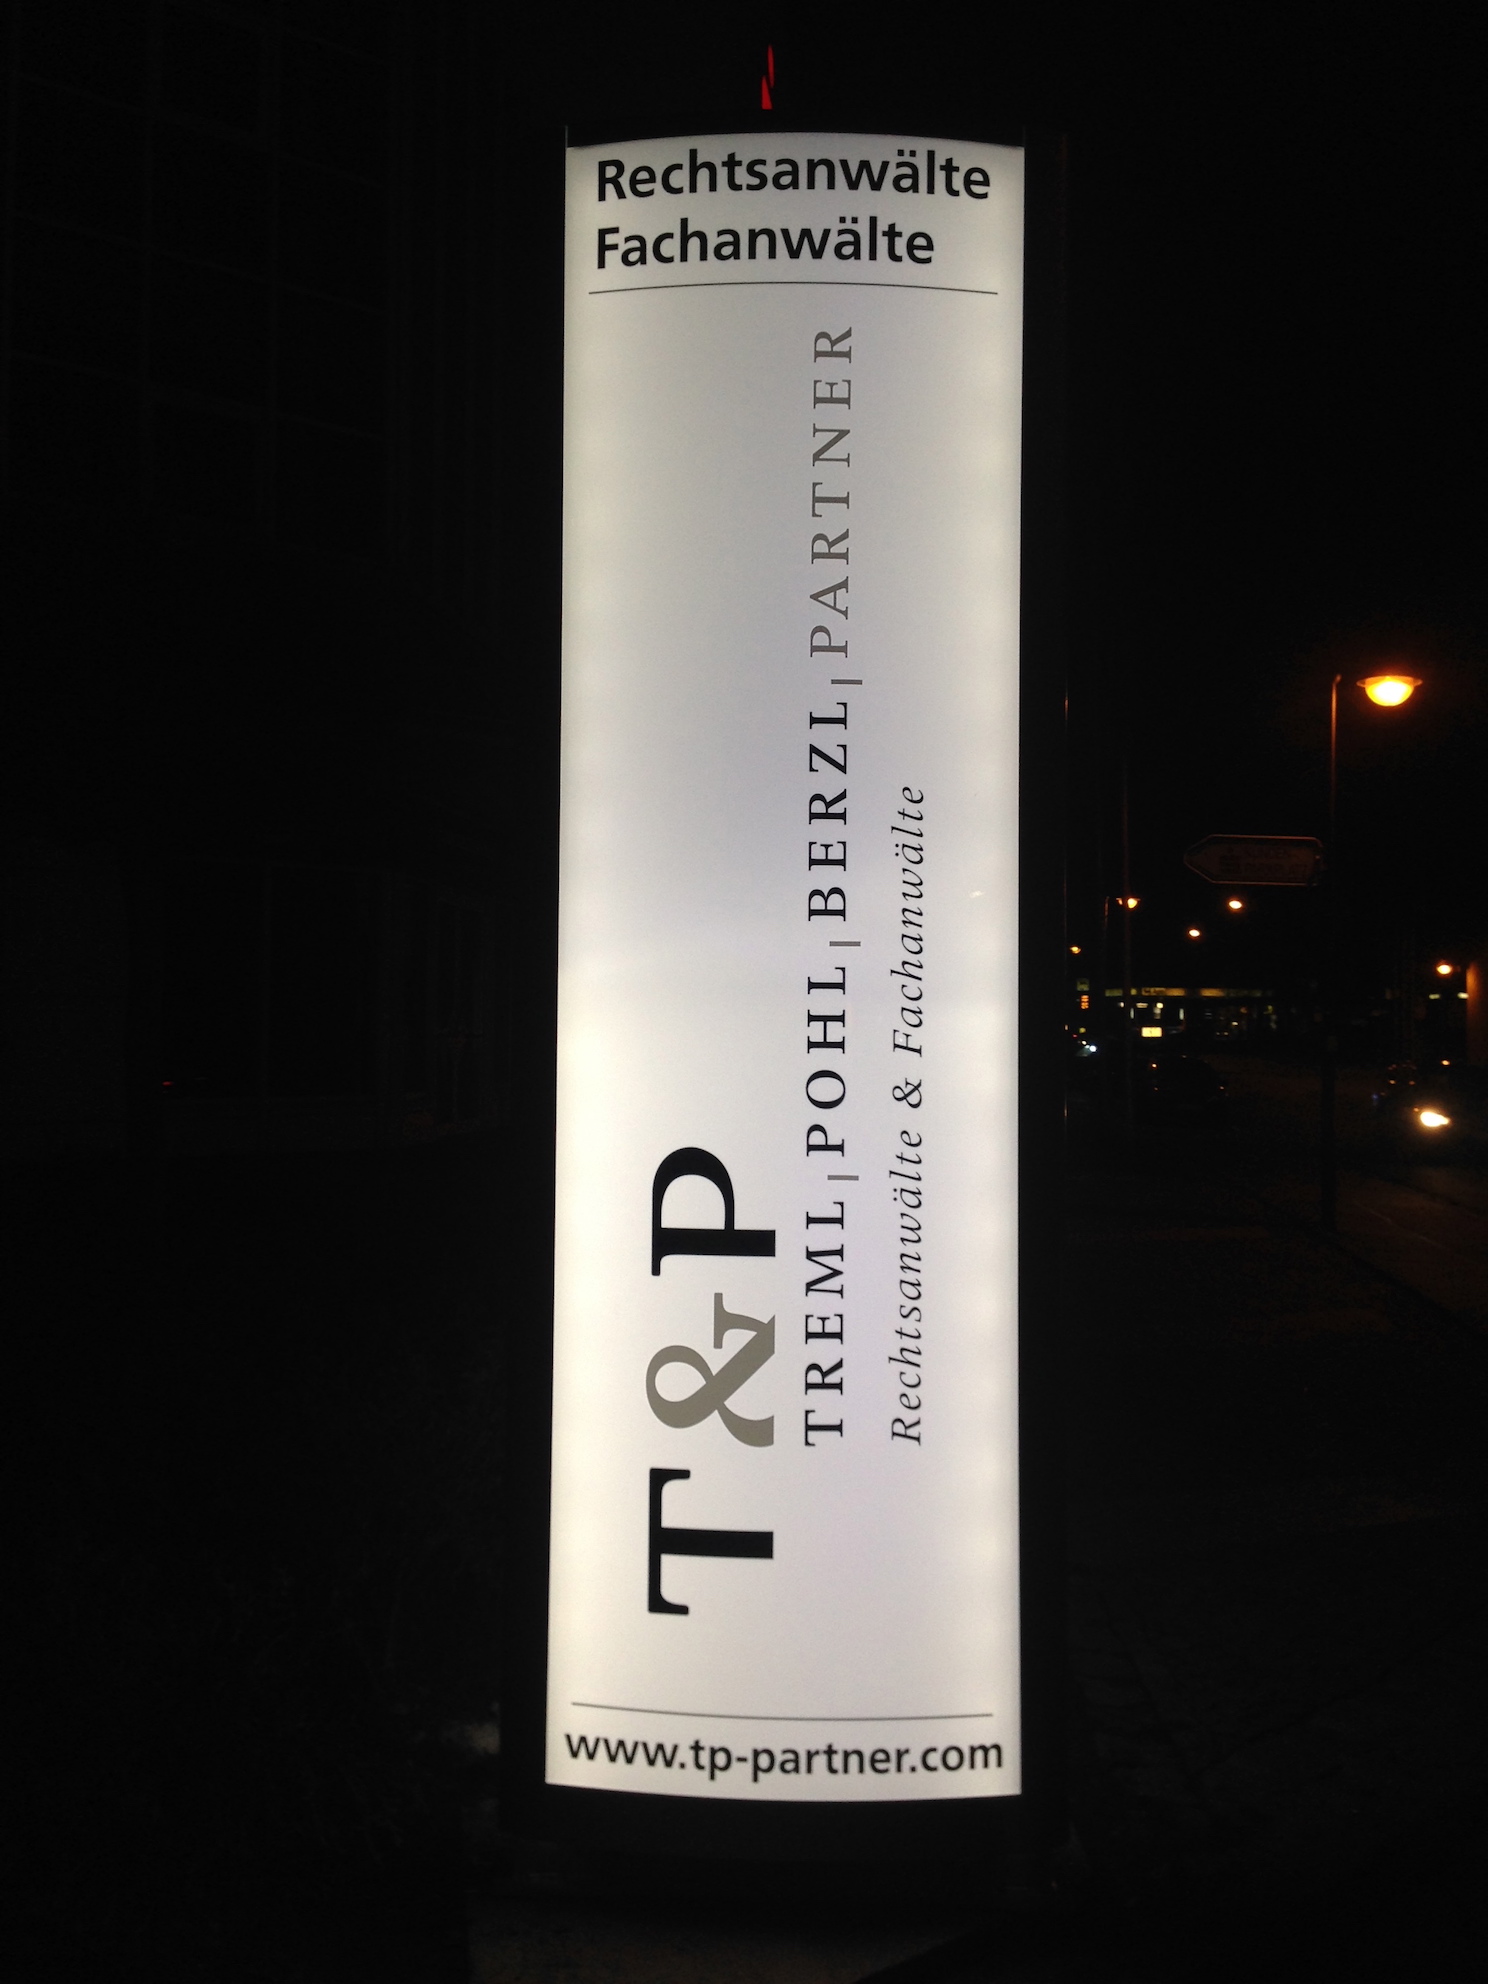 Rechtsanwälte
Fachanwälte
T&P
TREML|POHL|BERZL|PARTNER
Rechtsanwälte & Fachanwälte
www.tp-partner.com